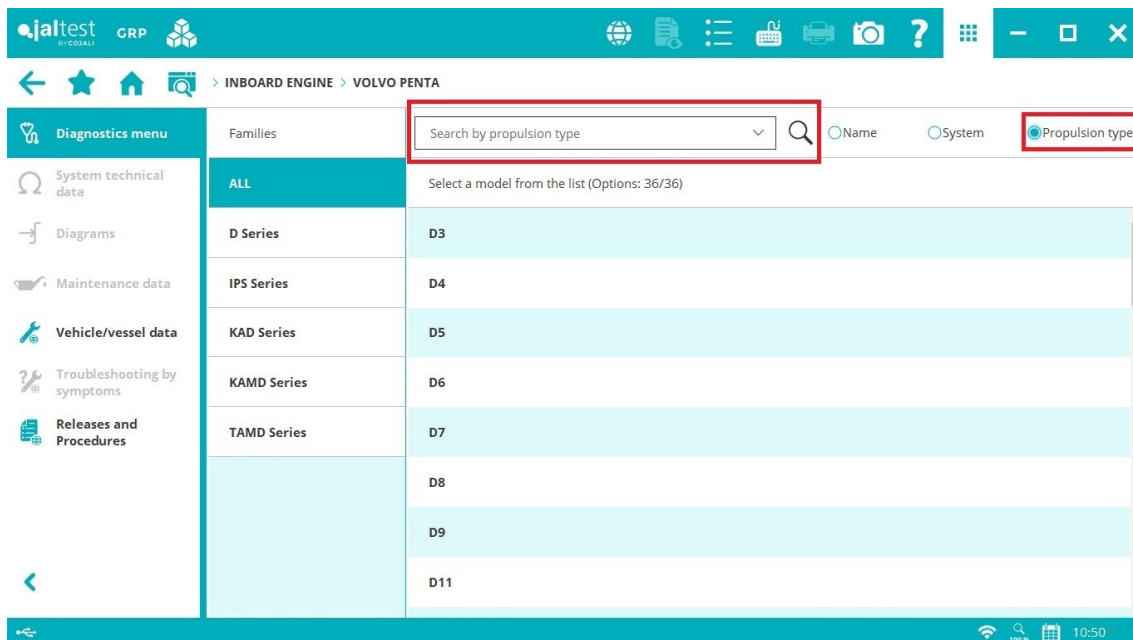 jaltest GRP
BY COJALI
?
> INBOARD ENGINE > VOLVO PENTA
Diagnostics menu
System technical
data
Diagrams
Maintenance data
Vehicle/vessel data
Troubleshooting by
symptoms
Releases and
Procedures
Families
ALL
D Series
IPS Series
KAD Series
KAMD Series
TAMD Series
Search by propulsion type
Name
System
Propulsion type
Select a model from the list (Options: 36/36)
D3
D4
D5
D6
D7
D8
D9
D11
100 %
10:50